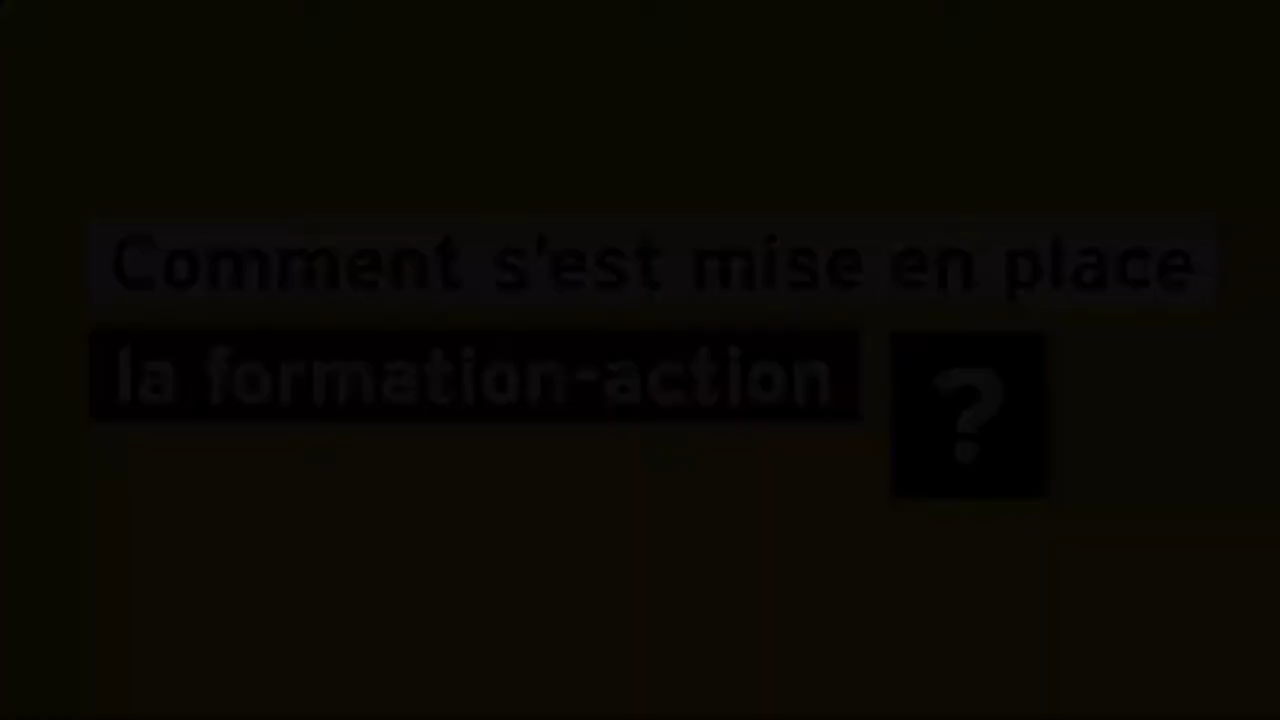 Comment s'est mise en place
la formation-action ?